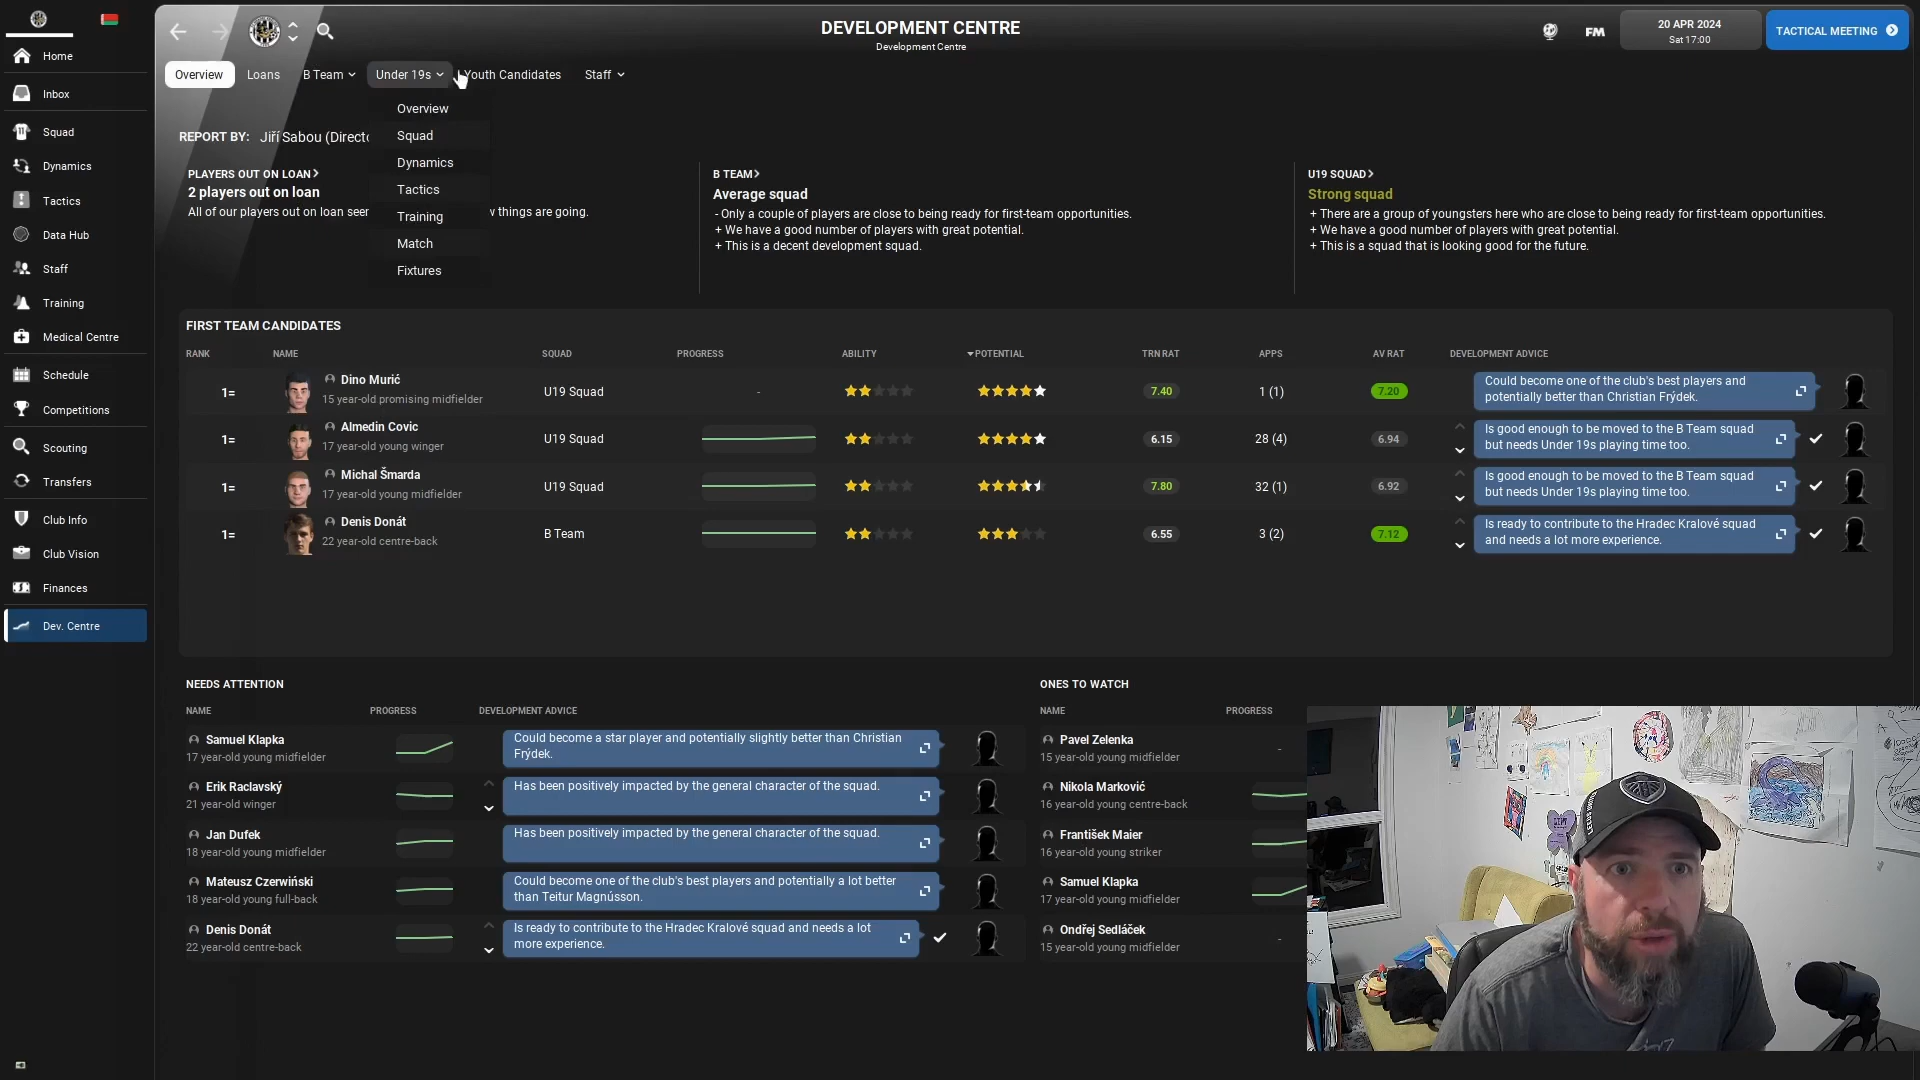 DEVELOPMENT CENTRE
Development Centre
FM
20 APR 2024
Sat 17:00
TACTICAL MEETING
Home
Inbox
Squad
Dynamics
Tactics
Data Hub
Staff
Training
Medical Centre
Schedule
Competitions
Scouting
Transfers
Club Info
Club Vision
Finances
Dev. Centre
Overview
Loans
B Team
Under 19s
Youth Candidates
Staff
Overview
Squad
Dynamics
Tactics
Training
Match
Fixtures
REPORT BY: Jiří Sabou
PLAYERS OUT ON LOAN
2 players out on loan
All of our players out on loan things are going.
B TEAM
Average squad
- Only a couple of players are close to being ready for first-team opportunities.
+ We have a good number of players with great potential.
+ This is a decent development squad.
U19 SQUAD
Strong squad
+ There are a group of youngsters here who are close to being ready for first-team opportunities.
+ We have a good number of players with great potential.
+ This is a squad that is looking good for the future.
FIRST TEAM CANDIDATES
RANK NAME SQUAD PROGRESS ABILITY POTENTIAL TRN RAT APPS AV RAT DEVELOPMENT ADVICE
1= Dino Murić U19 Squad - 7.40 1 (1) 7.20
15 year-old promising midfielder
Could become one of the club's best players and
potentially better than Christian Frýdek.
1= Almedin Covic U19 Squad 6.15 28 (4) 6.94
17 year-old young winger
Is good enough to be moved to the B Team squad
but needs Under 19s playing time too.
1= Michal Šmarda U19 Squad 7.80 32 (1) 6.92
17 year-old young midfielder
Is good enough to be moved to the B Team squad
but needs Under 19s playing time too.
1= Denis Donát B Team 6.55 3 (2) 7.12
22 year-old centre-back
Is ready to contribute to the Hradec Kralové squad
and needs a lot more experience.
NEEDS ATTENTION
NAME PROGRESS DEVELOPMENT ADVICE
Samuel Klapka
17 year-old young midfielder
Could become a star player and potentially slightly better than Christian
Frýdek.
Erik Raclavský
21 year-old winger
Has been positively impacted by the general character of the squad.
Jan Dufek
18 year-old young midfielder
Has been positively impacted by the general character of the squad.
Mateusz Czerwiński
18 year-old young full-back
Could become one of the club's best players and potentially a lot better
than Teitur Magnússon.
Denis Donát
22 year-old centre-back
Is ready to contribute to the Hradec Kralové squad and needs a lot
more experience.
ONES TO WATCH
NAME PROGRESS
Pavel Zelenka -
15 year-old young midfielder
Nikola Marković
16 year-old young centre-back
František Maier
16 year-old young striker
Samuel Klapka
17 year-old young midfielder
Ondřej Sedláček -
15 year-old young midfielder